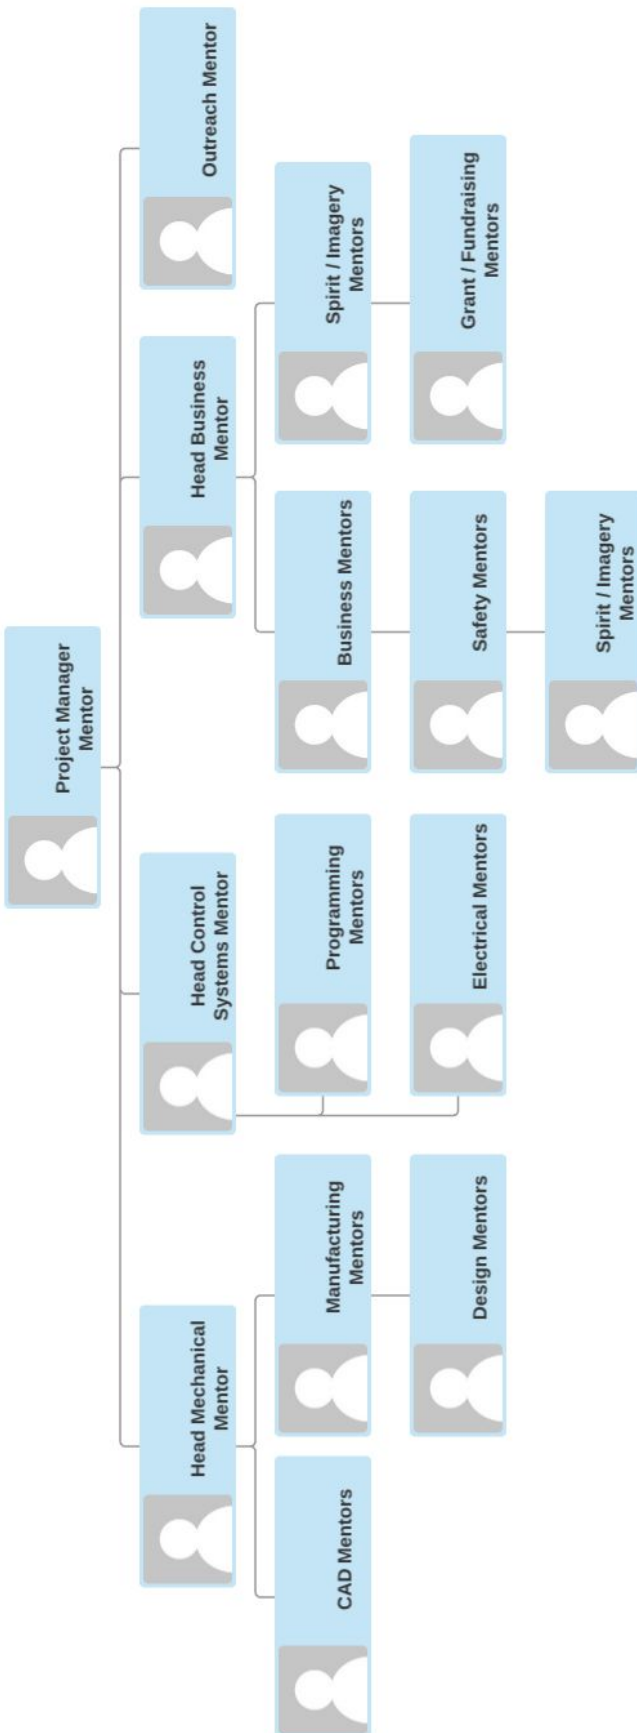 Project Manager
Mentor
Head Mechanical
Mentor
Head Control
Systems Mentor
Head Business
Mentor
Outreach Mentor
CAD Mentors
Manufacturing
Mentors
Programming
Mentors
Business Mentors
Spirit / Imagery
Mentors
Design Mentors
Electrical Mentors
Safety Mentors
Grant / Fundraising
Mentors
Spirit / Imagery
Mentors